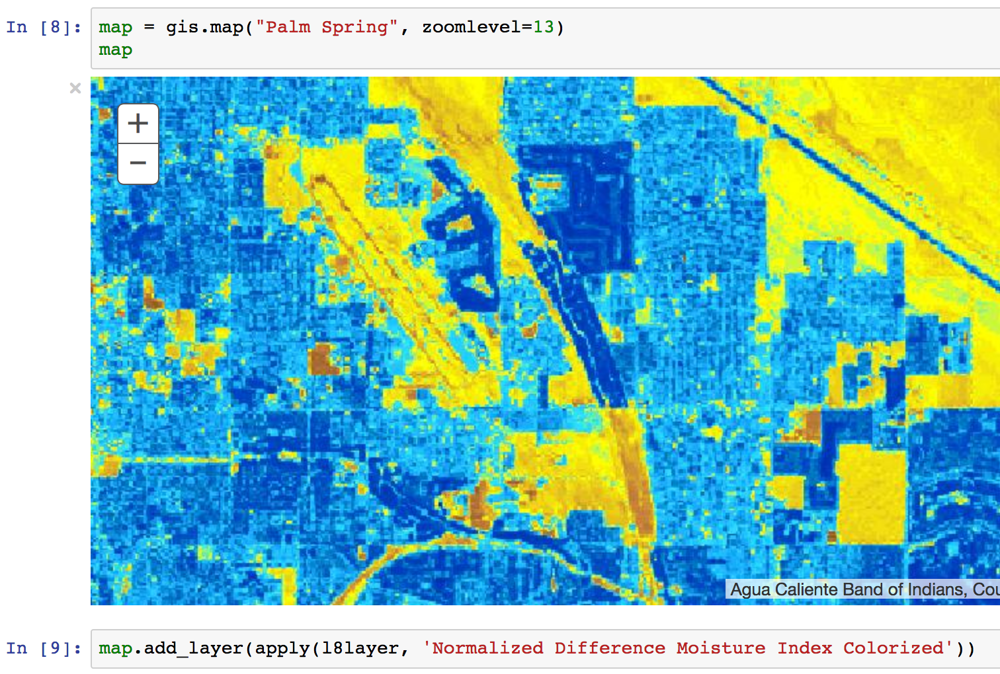 In [8]: map = gis.map("Palm Spring", zoomlevel=13)
map
×
+
−
Agua Caliente Band of Indians, Cou
In [9]: map.add_layer(apply(l8layer, 'Normalized Difference Moisture Index Colorized'))